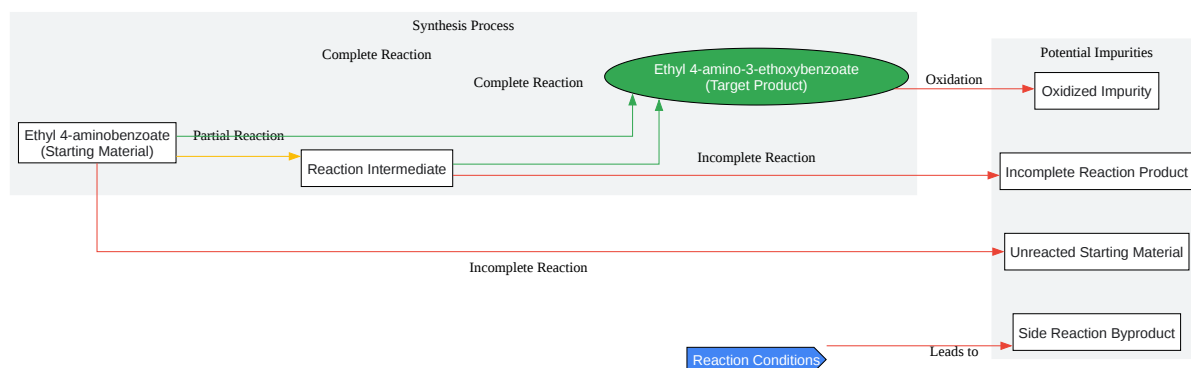 Synthesis Process
Complete Reaction
Complete Reaction
Ethyl 4-amino-3-ethoxybenzoate
(Target Product)
Oxidation
Potential Impurities
Oxidized Impurity
Ethyl 4-aminobenzoate
(Starting Material)
Partial Reaction
Reaction Intermediate
Incomplete Reaction
Incomplete Reaction Product
Incomplete Reaction
Unreacted Starting Material
Reaction Conditions
Leads to
Side Reaction Byproduct